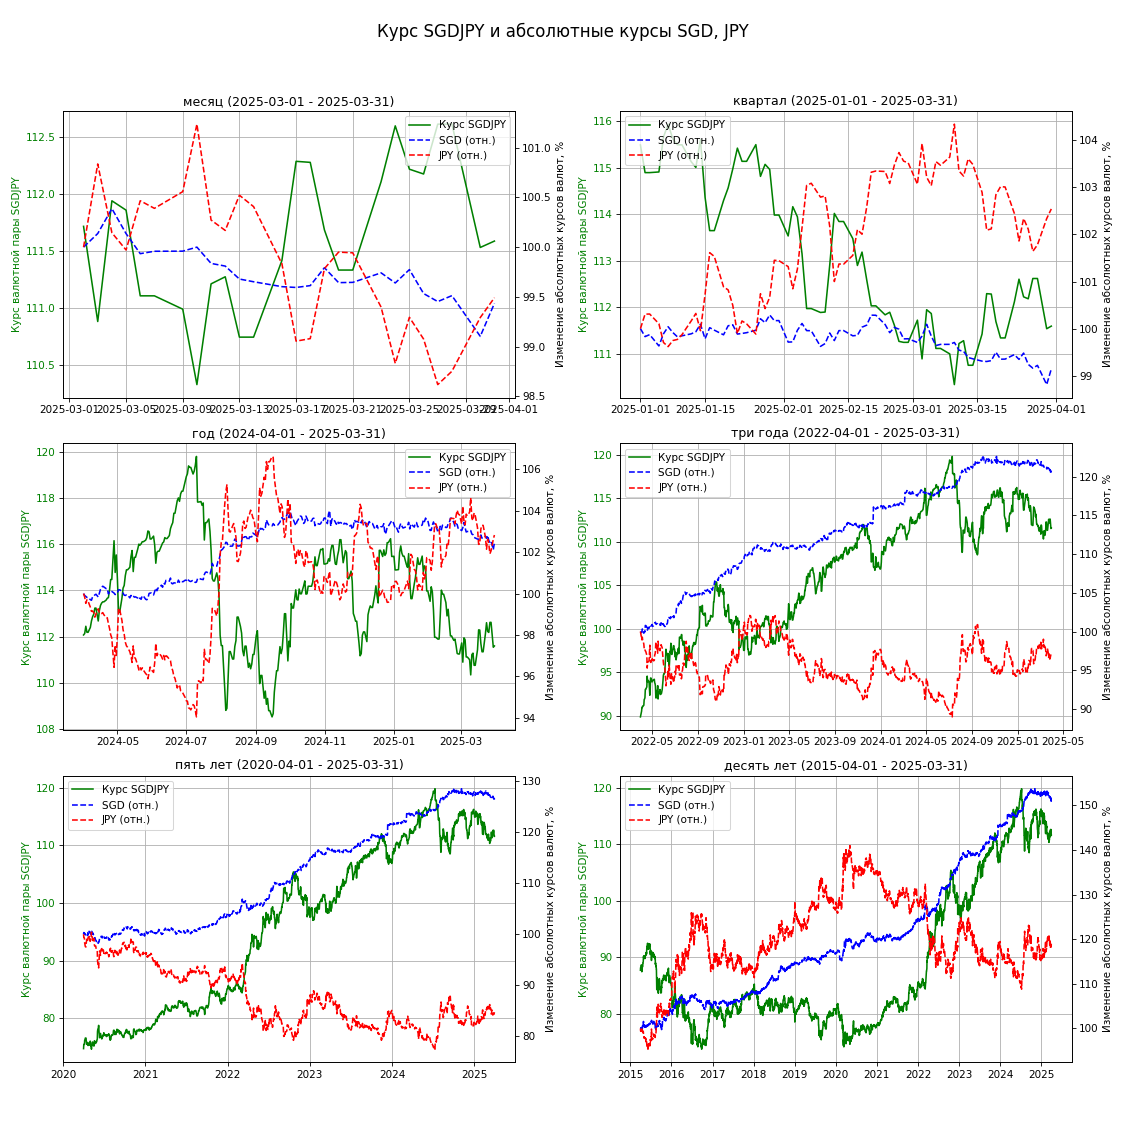 Курс SGDJPY и абсолютные курсы SGD, JPY
месяц (2025-03-01 - 2025-03-31)
Курс валютной пары SGDJPY
112.5
112.0
111.5
111.0
110.5
Курс SGDJPY
SGD (отн.)
JPY (отн.)
101.0
100.5
100.0
99.5
99.0
98.5
Изменение абсолютных курсов валют, %
2025-03-01 2025-03-05 2025-03-09 2025-03-13 2025-03-17 2025-03-21 2025-03-25 2025-03-29 2025-04-01
квартал (2025-01-01 - 2025-03-31)
Курс валютной пары SGDJPY
116
115
114
113
112
111
Курс SGDJPY
SGD (отн.)
JPY (отн.)
104
103
102
101
100
99
Изменение абсолютных курсов валют, %
2025-01-01 2025-01-15 2025-02-01 2025-02-15 2025-03-01 2025-03-15 2025-04-01
год (2024-04-01 - 2025-03-31)
Курс валютной пары SGDJPY
120
118
116
114
112
110
108
Курс SGDJPY
SGD (отн.)
JPY (отн.)
106
104
102
100
98
96
94
Изменение абсолютных курсов валют, %
2024-05 2024-07 2024-09 2024-11 2025-01 2025-03
три года (2022-04-01 - 2025-03-31)
Курс валютной пары SGDJPY
120
115
110
105
100
95
90
Курс SGDJPY
SGD (отн.)
JPY (отн.)
120
115
110
105
100
95
90
Изменение абсолютных курсов валют, %
2022-05 2022-09 2023-01 2023-05 2023-09 2024-01 2024-05 2024-09 2025-01 2025-05
пять лет (2020-04-01 - 2025-03-31)
Курс валютной пары SGDJPY
120
110
100
90
80
Курс SGDJPY
SGD (отн.)
JPY (отн.)
130
120
110
100
90
80
Изменение абсолютных курсов валют, %
2020 2021 2022 2023 2024 2025
десять лет (2015-04-01 - 2025-03-31)
Курс валютной пары SGDJPY
120
110
100
90
80
Курс SGDJPY
SGD (отн.)
JPY (отн.)
150
140
130
120
110
100
Изменение абсолютных курсов валют, %
2015 2016 2017 2018 2019 2020 2021 2022 2023 2024 2025